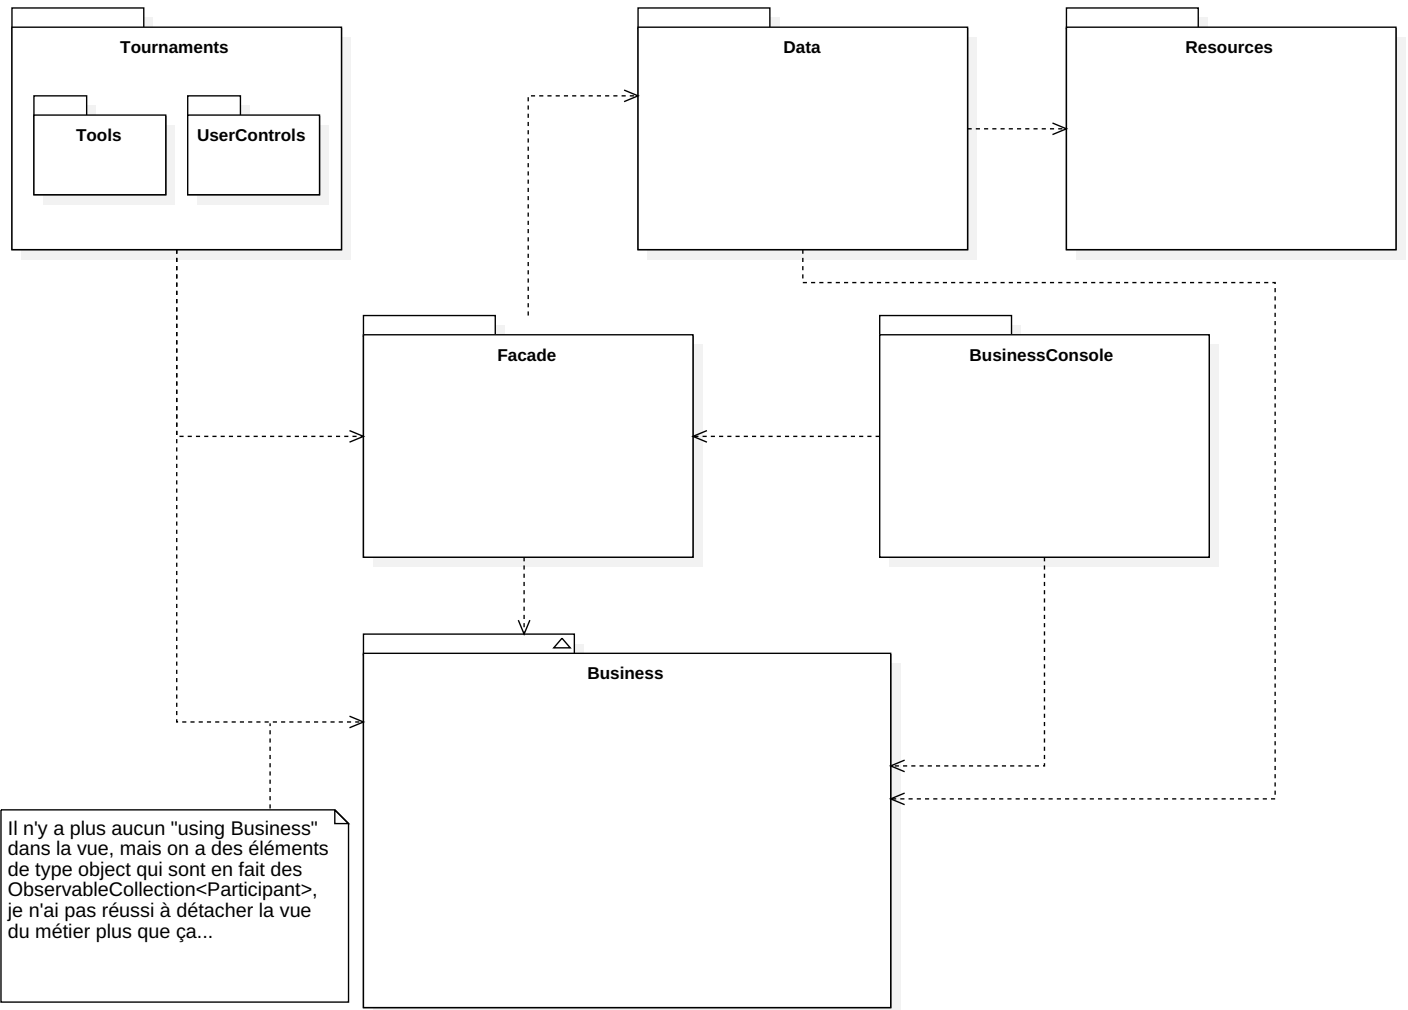 Tournaments
Tools
UserControls
Data
Resources
Facade
BusinessConsole
Business
Il n'y a plus aucun "using Business"
dans la vue, mais on a des éléments
de type object qui sont en fait des
ObservableCollection<Participant>,
je n'ai pas réussi à détacher la vue
du métier plus que ça...